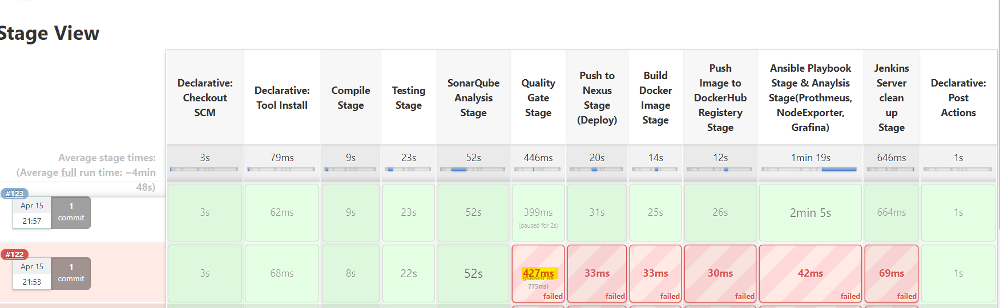 Stage View
Declarative: Checkout SCM
Declarative: Tool Install
Compile Stage
Testing Stage
SonarQube Analysis Stage
Quality Gate Stage
Push to Nexus Stage (Deploy)
Build Docker Image Stage
Push Image to DockerHub Registery Stage
Ansible Playbook Stage & Anaylsis Stage(Prothmeus, NodeExporter, Grafina)
Jenkins Server clean up Stage
Declarative: Post Actions
Average stage times:
(Average full run time: ~4min 48s)
3s
79ms
9s
23s
52s
446ms
20s
14s
12s
1min 19s
646ms
1s
#123
Apr 15
21:57
1
commit
3s
62ms
9s
23s
52s
399ms
(paused for 2s)
31s
25s
26s
2min 5s
664ms
1s
#122
Apr 15
21:53
1
commit
3s
68ms
8s
22s
52s
427ms
(paused for 775ms)
failed
33ms
failed
33ms
failed
30ms
failed
42ms
failed
69ms
failed
1s